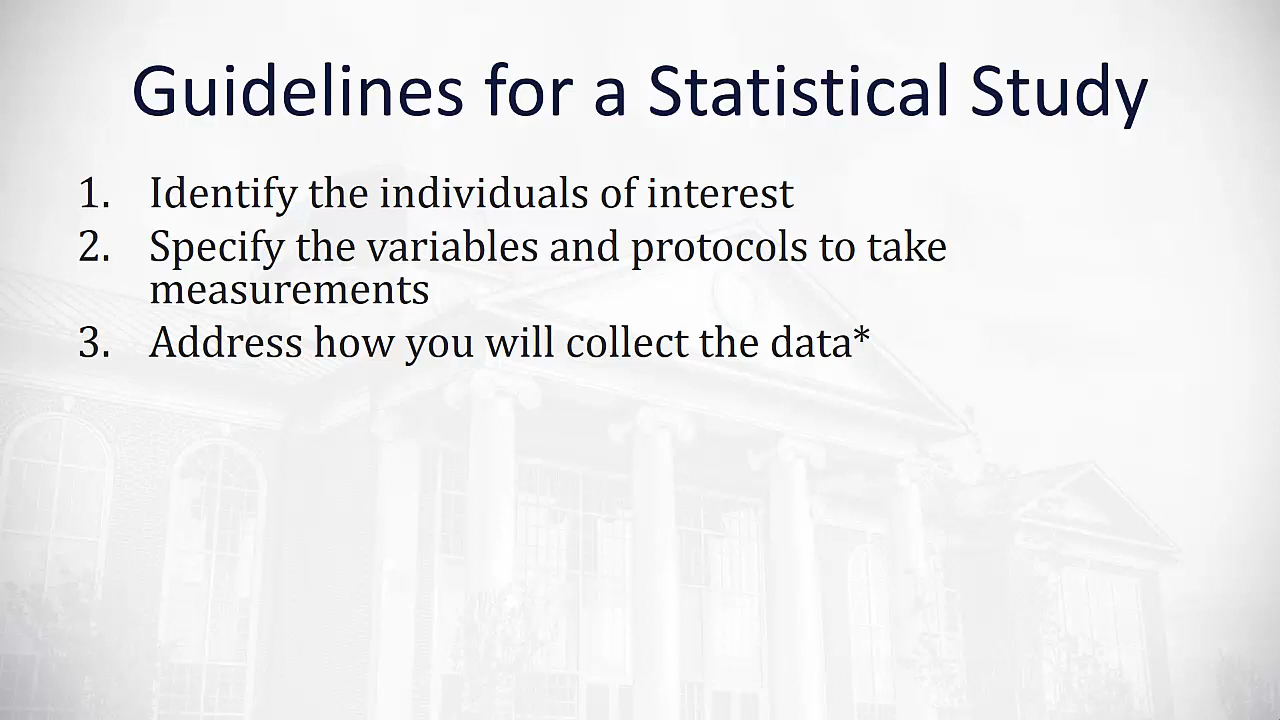 Guidelines for a Statistical Study
1. Identify the individuals of interest
2. Specify the variables and protocols to take
measurements
3. Address how you will collect the data*